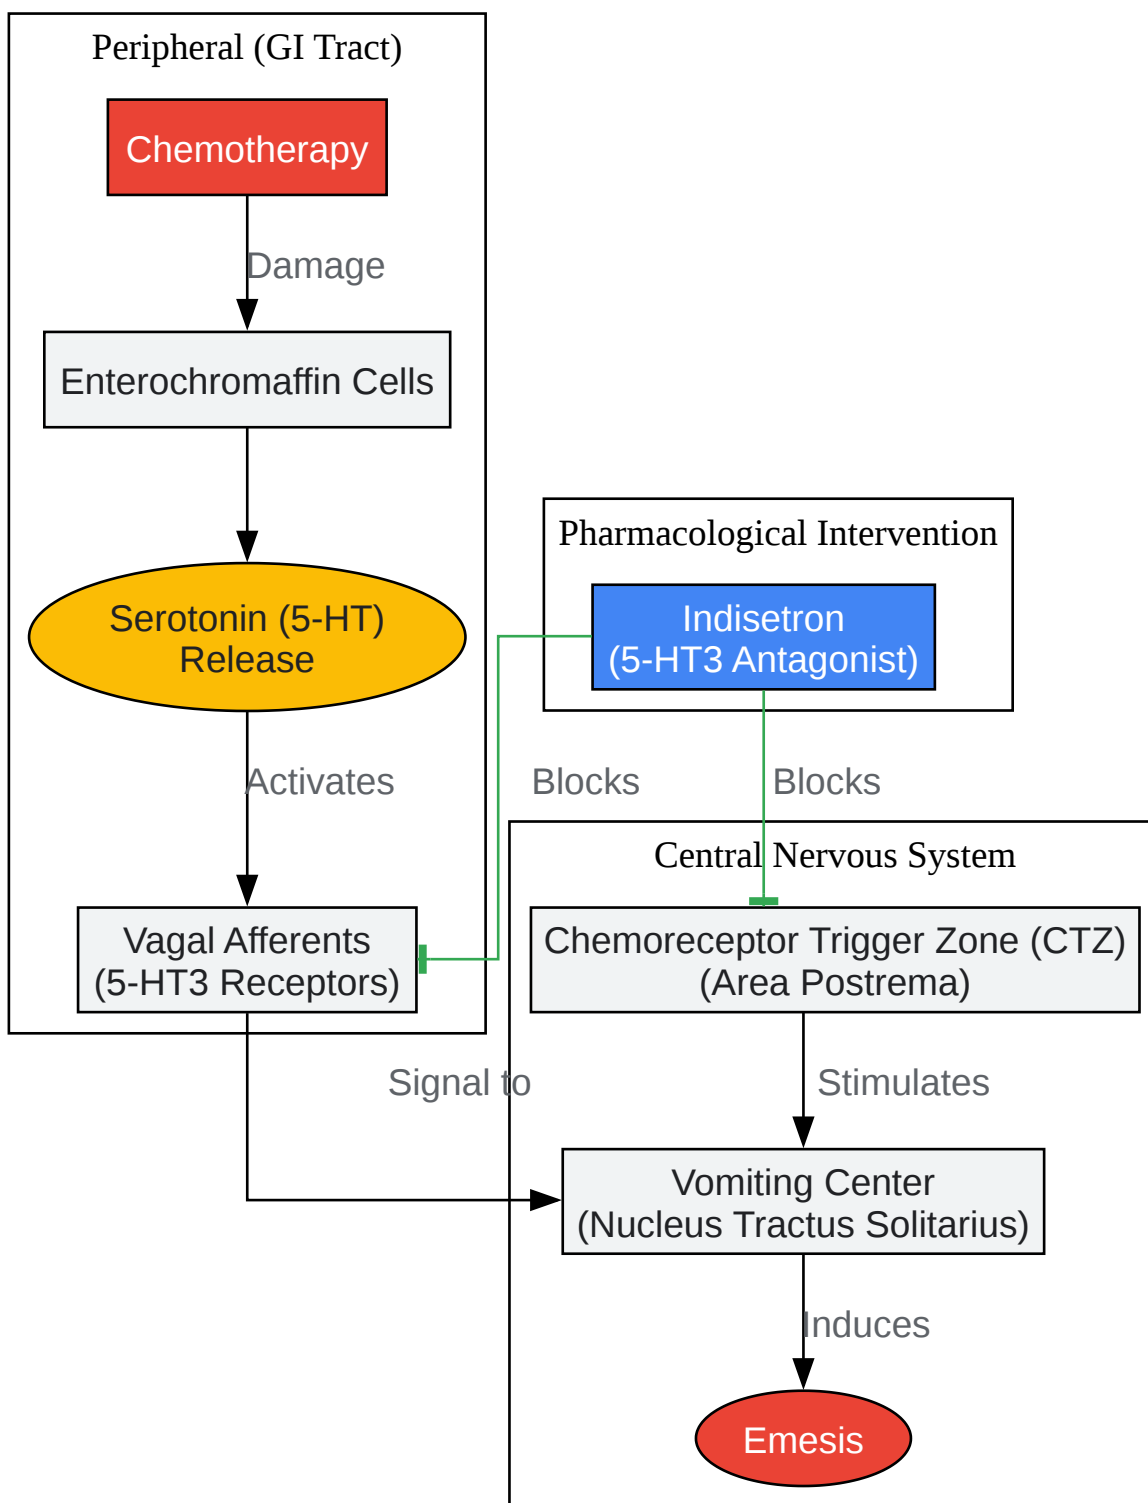 Peripheral (GI Tract)
Chemotherapy
Damage
Enterochromaffin Cells
Serotonin (5-HT)
Release
Activates
Vagal Afferents
(5-HT3 Receptors)
Pharmacological Intervention
Indisetron
(5-HT3 Antagonist)
Blocks
Blocks
Central Nervous System
Chemoreceptor Trigger Zone (CTZ)
(Area Postrema)
Signal to
Stimulates
Vomiting Center
(Nucleus Tractus Solitarius)
Induces
Emesis